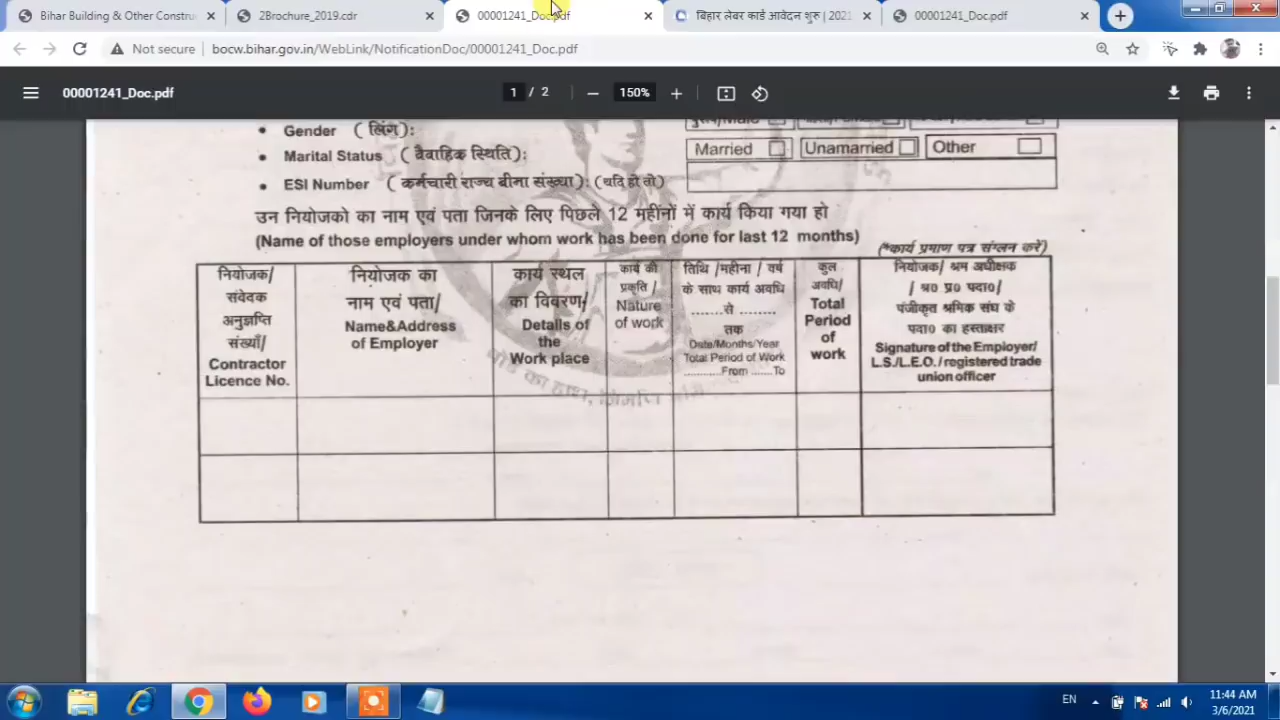 Bihar Building & Other Constru
2Brochure_2019.cdr
00001241_Doc.pdf
बिहार लेबर कार्ड आवेदन शुरु | 2021
00001241_Doc.pdf
Not secure
bocw.bihar.gov.in/WebLink/NotificationDoc/00001241_Doc.pdf
00001241_Doc.pdf
1 / 2
150%
• Gender ( लिंग):
पुरुष/Male
• Marital Status ( वैवाहिक स्थिति):
Married
Unamarried
Other
• ESI Number ( कर्मचारी राज्य बीना संख्या): (यदि हो तो)
उन नियोजको का नाम एवं पता जिनके लिए पिछले 12 महीनों में कार्य किया गया हो
(Name of those employers under whom work has been done for last 12 months)
(*कार्य प्रमाण पत्र संग्लन करें)
नियोजक/
संवेदक
अनुज्ञप्ति
संख्याँ/
Contractor
Licence No.
नियोजक का
नाम एवं पता/
Name&Address
of Employer
कार्य स्थल
का विवरण/
Details of
the
Work place
कार्य की
प्रकृति /
Nature
of work
तिथि /महीना / वर्ष
के साथ कार्य अवधि
.......से ........
तक
Date/Months/Year
Total Period of Work
..........From ......To
कुल
अवधि/
Total
Period
of
work
नियोजक/ श्रम अधीक्षक
/ श्र० प्र० पदा०/
पंजीकृत श्रमिक संघ के
पदा० का हस्ताक्षर
Signature of the Employer/
L.S./L.E.O./registered trade
union officer
EN
11:44 AM
3/6/2021